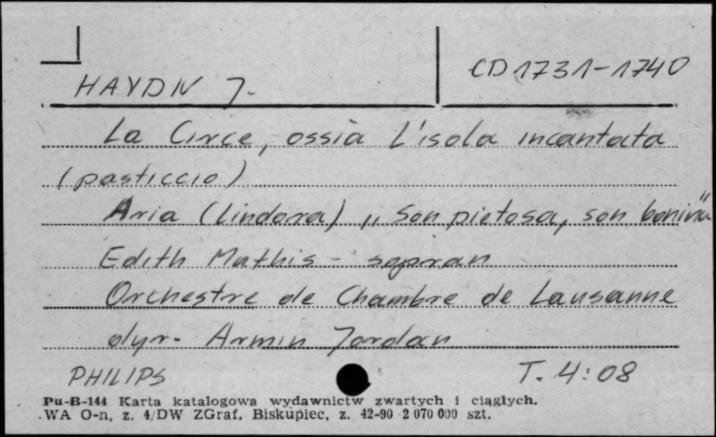 HAYDN J.
CD 1731-1740
La Circe, ossia L'isola incantata
(pasticcio)
Aria (Lindora) „Son pietosa, son bonina"
Edith Mathis - sopran
Orchestre de Chambre de Lausanne
dyr. Armin Jordan
PHILIPS T. 4:08
Pu-B-144 Karta katalogowa wydawnictw zwartych i ciągłych.
WA O-n, z. 4/DW ZGraf. Biskupiec, z. 42-90 2 070 000 szt.